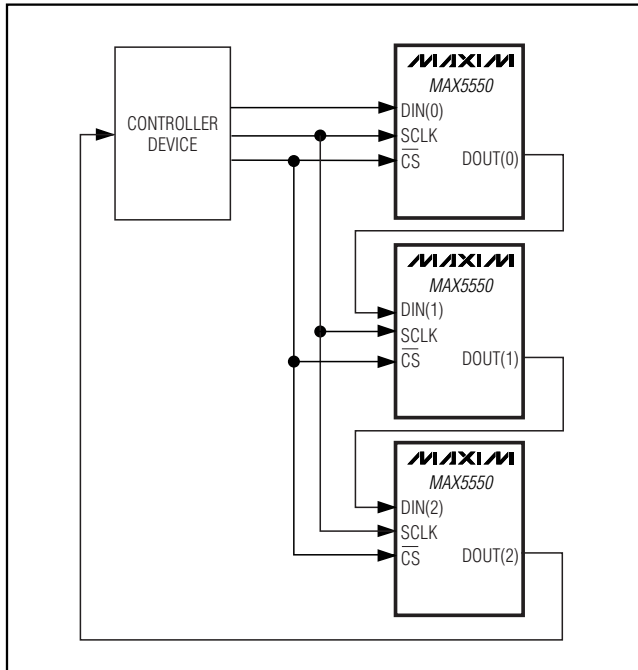 CONTROLLER
DEVICE
MAXIM
MAX5550
DIN(0)
SCLK
CS
DOUT(0)
MAXIM
MAX5550
DIN(1)
SCLK
CS
DOUT(1)
MAXIM
MAX5550
DIN(2)
SCLK
CS
DOUT(2)